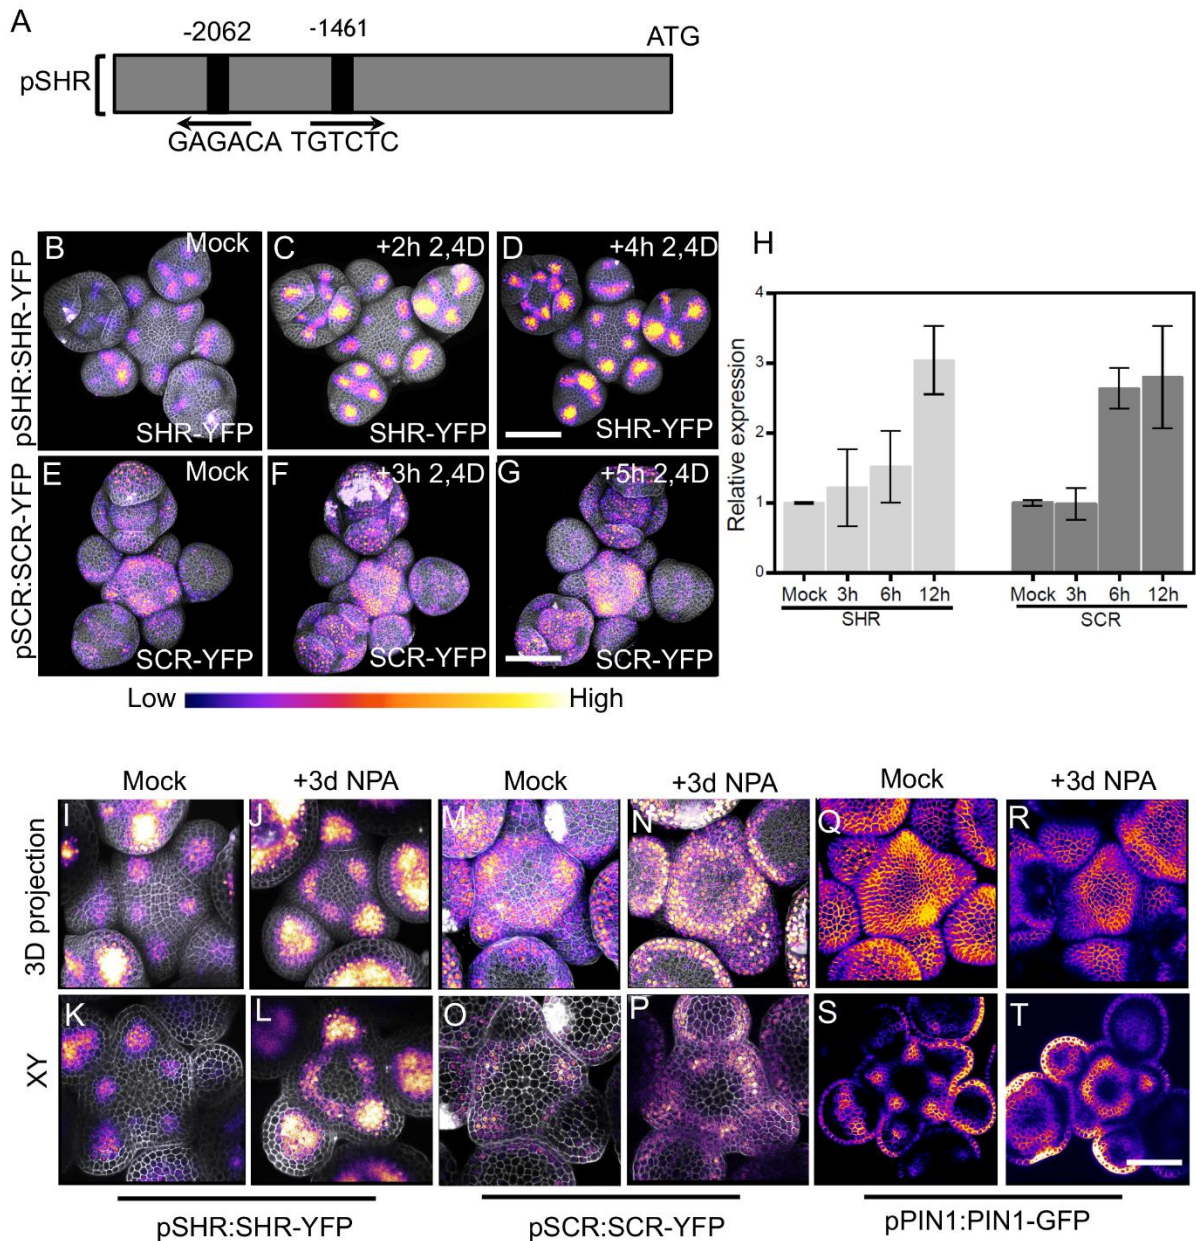 A
-2062
-1461
ATG
pSHR
GAGACA TGTCTC
B Mock
C +2h 2,4D
D +4h 2,4D
H
pSHR:SHR-YFP
SHR-YFP
SHR-YFP
SHR-YFP
E Mock
F +3h 2,4D
G +5h 2,4D
pSCR:SCR-YFP
SCR-YFP
SCR-YFP
SCR-YFP
Low
High
Relative expression
4
3
2
1
0
Mock 3h 6h 12h
SHR
Mock 3h 6h 12h
SCR
Mock
+3d NPA
Mock
+3d NPA
Mock
+3d NPA
3D projection
I J M N Q R
XY
K L O P S T
pSHR:SHR-YFP
pSCR:SCR-YFP
pPIN1:PIN1-GFP